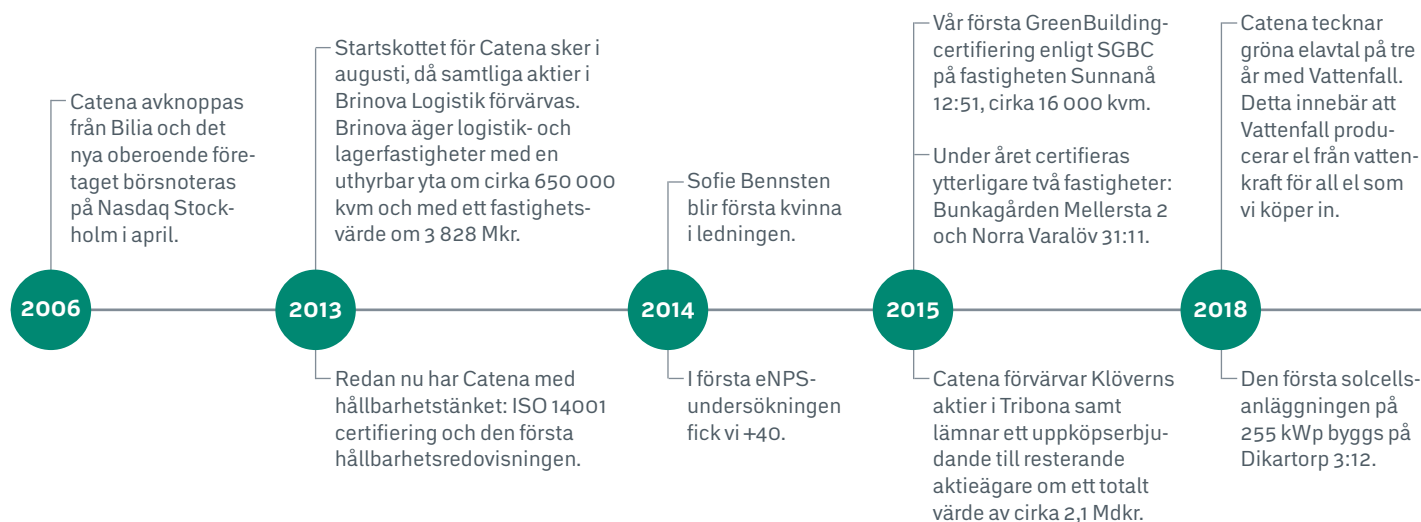 Catena avknoppas
från Bilia och det
nya oberoende före-
taget börsnoteras
på Nasdaq Stock-
holm i april.
2006
Startskottet för Catena sker i
augusti, då samtliga aktier i
Brinova Logistik förvärvas.
Brinova äger logistik- och
lagerfastigheter med en
uthyrbar yta om cirka 650 000
kvm och med ett fastighets-
värde om 3 828 Mkr.
2013
Redan nu har Catena med
hållbarhetstänket: ISO 14001
certifiering och den första
hållbarhetsredovisningen.
Sofie Bennsten
blir första kvinna
i ledningen.
2014
I första eNPS-
undersökningen
fick vi +40.
Vår första GreenBuilding-
certifiering enligt SGBC
på fastigheten Sunnanå
12:51, cirka 16 000 kvm.
Under året certifieras
ytterligare två fastigheter:
Bunkagården Mellersta 2
och Norra Varalöv 31:11.
2015
Catena förvärvar Klöverns
aktier i Tribona samt
lämnar ett uppköpserbju-
dande till resterande
aktieägare om ett totalt
värde av cirka 2,1 Mdkr.
Catena tecknar
gröna elavtal på tre
år med Vattenfall.
Detta innebär att
Vattenfall produ-
cerar el från vatten-
kraft för all el som
vi köper in.
2018
Den första solcells-
anläggningen på
255 kWp byggs på
Dikartorp 3:12.